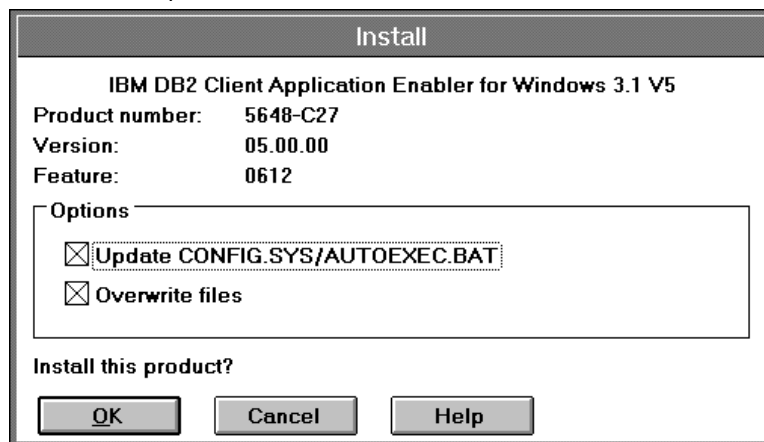 Install
IBM DB2 Client Application Enabler for Windows 3.1 V5
Product number: 5648-C27
Version: 05.00.00
Feature: 0612
Options
Update CONFIG.SYS/AUTOEXEC.BAT
Overwrite files
Install this product?
OK Cancel Help